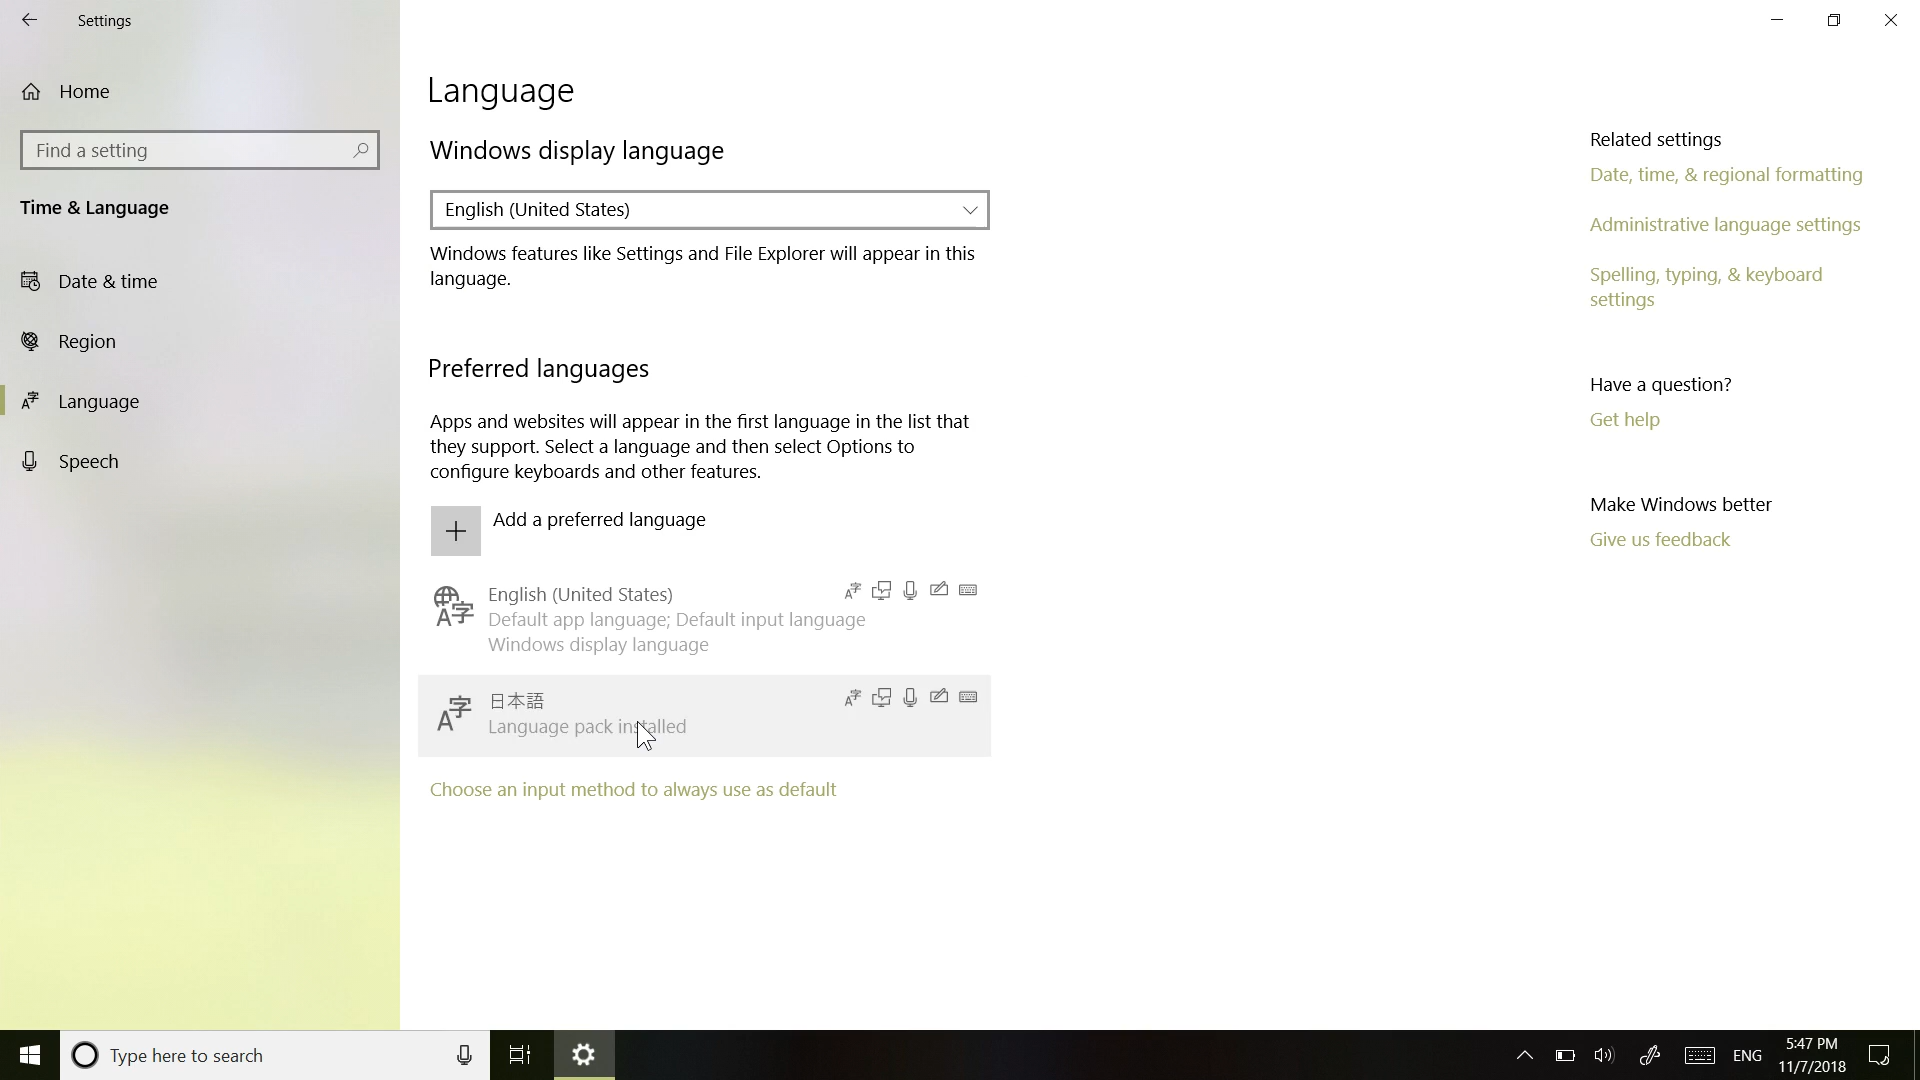 Settings
Home
Find a setting
Time & Language
Date & time
Region
Language
Speech
Language
Windows display language
English (United States)
Windows features like Settings and File Explorer will appear in this
language.
Preferred languages
Apps and websites will appear in the first language in the list that
they support. Select a language and then select Options to
configure keyboards and other features.
Add a preferred language
English (United States)
Default app language; Default input language
Windows display language
日本語
Language pack installed
Choose an input method to always use as default
Related settings
Date, time, & regional formatting
Administrative language settings
Spelling, typing, & keyboard
settings
Have a question?
Get help
Make Windows better
Give us feedback
Type here to search
ENG
5:47 PM
11/7/2018